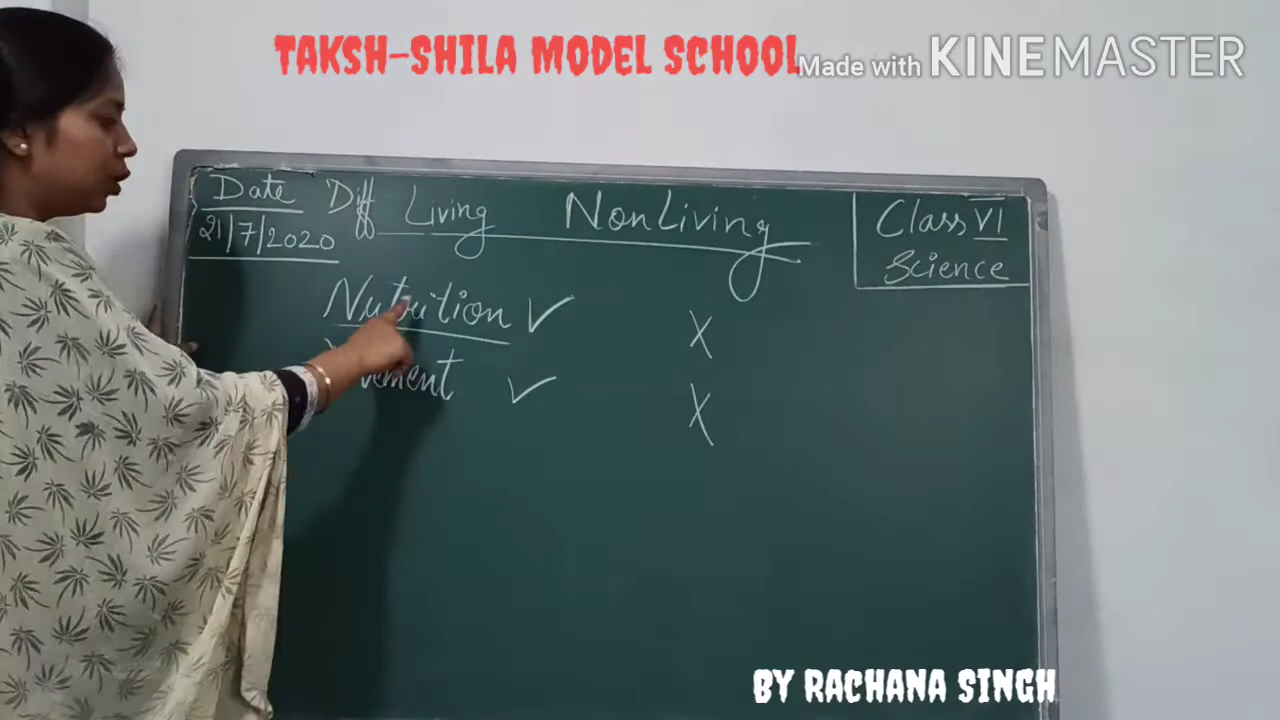 TAKSH-SHILA MODEL SCHOOL
Made with KINEMASTER
Date Diff Living NonLiving Class VI
21/7/2020 Science
Nutrition ✓ X
✓ X
BY RACHANA SINGH